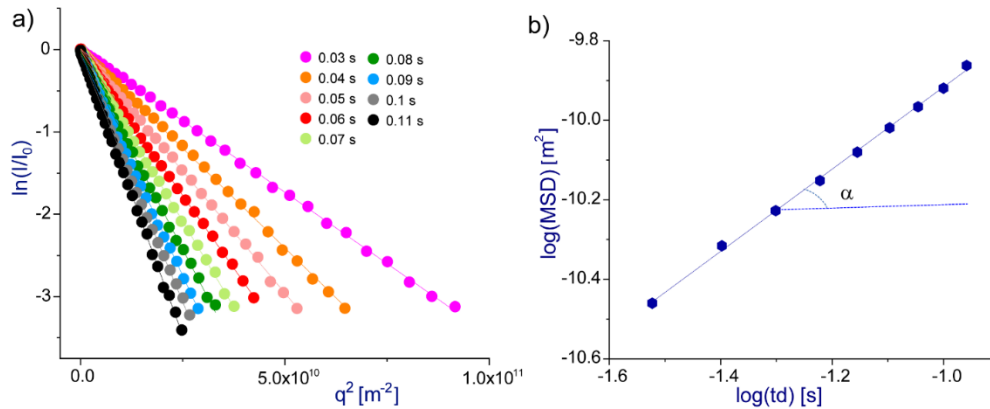 a)
ln(I/I₀)
0
-1
-2
-3
0.03 s
0.04 s
0.05 s
0.06 s
0.07 s
0.08 s
0.09 s
0.1 s
0.11 s
0.0
5.0x10¹⁰
1.0x10¹¹
q² [m⁻²]
b)
log(MSD) [m²]
-9.8
-10.0
-10.2
-10.4
-10.6
α
-1.6
-1.4
-1.2
-1.0
log(td) [s]